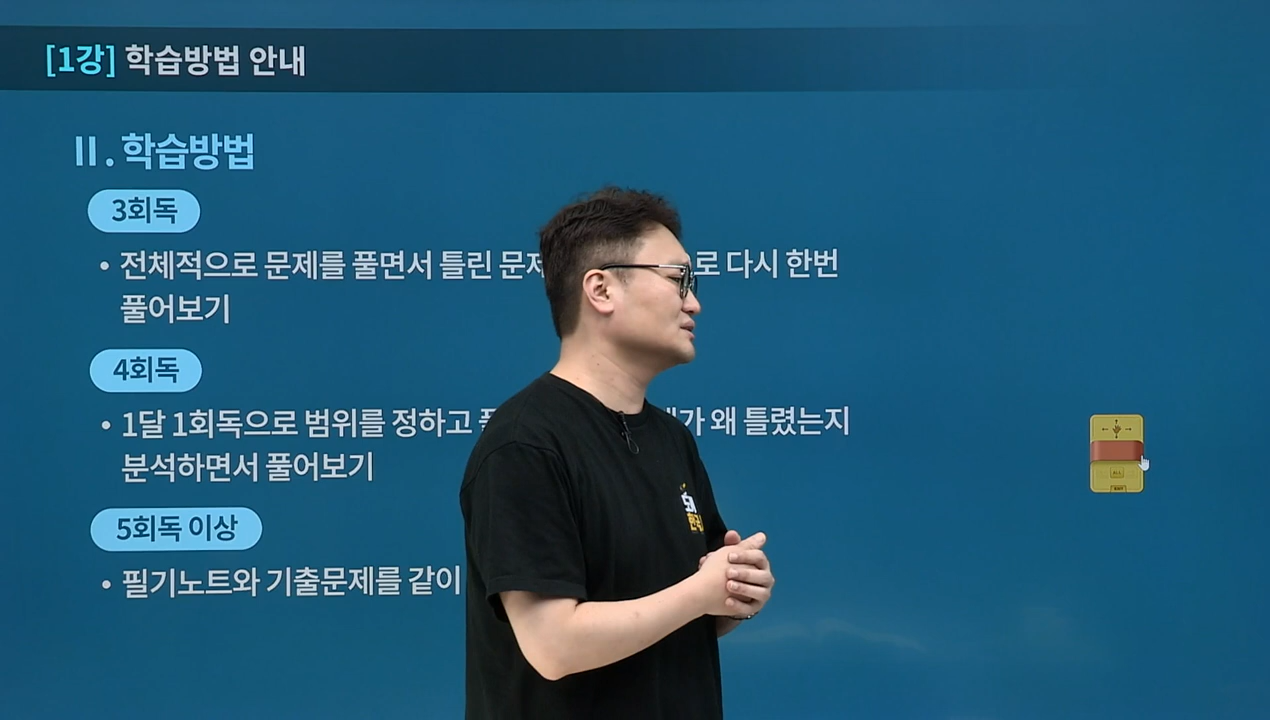 [1강] 학습방법 안내
II. 학습방법
3회독
• 전체적으로 문제를 풀면서 틀린 로 다시 한번
풀어보기
4회독
• 1달 1회독으로 범위를 정하고 가 왜 틀렸는지
분석하면서 풀어보기
5회독 이상
• 필기노트와 기출문제를 같이